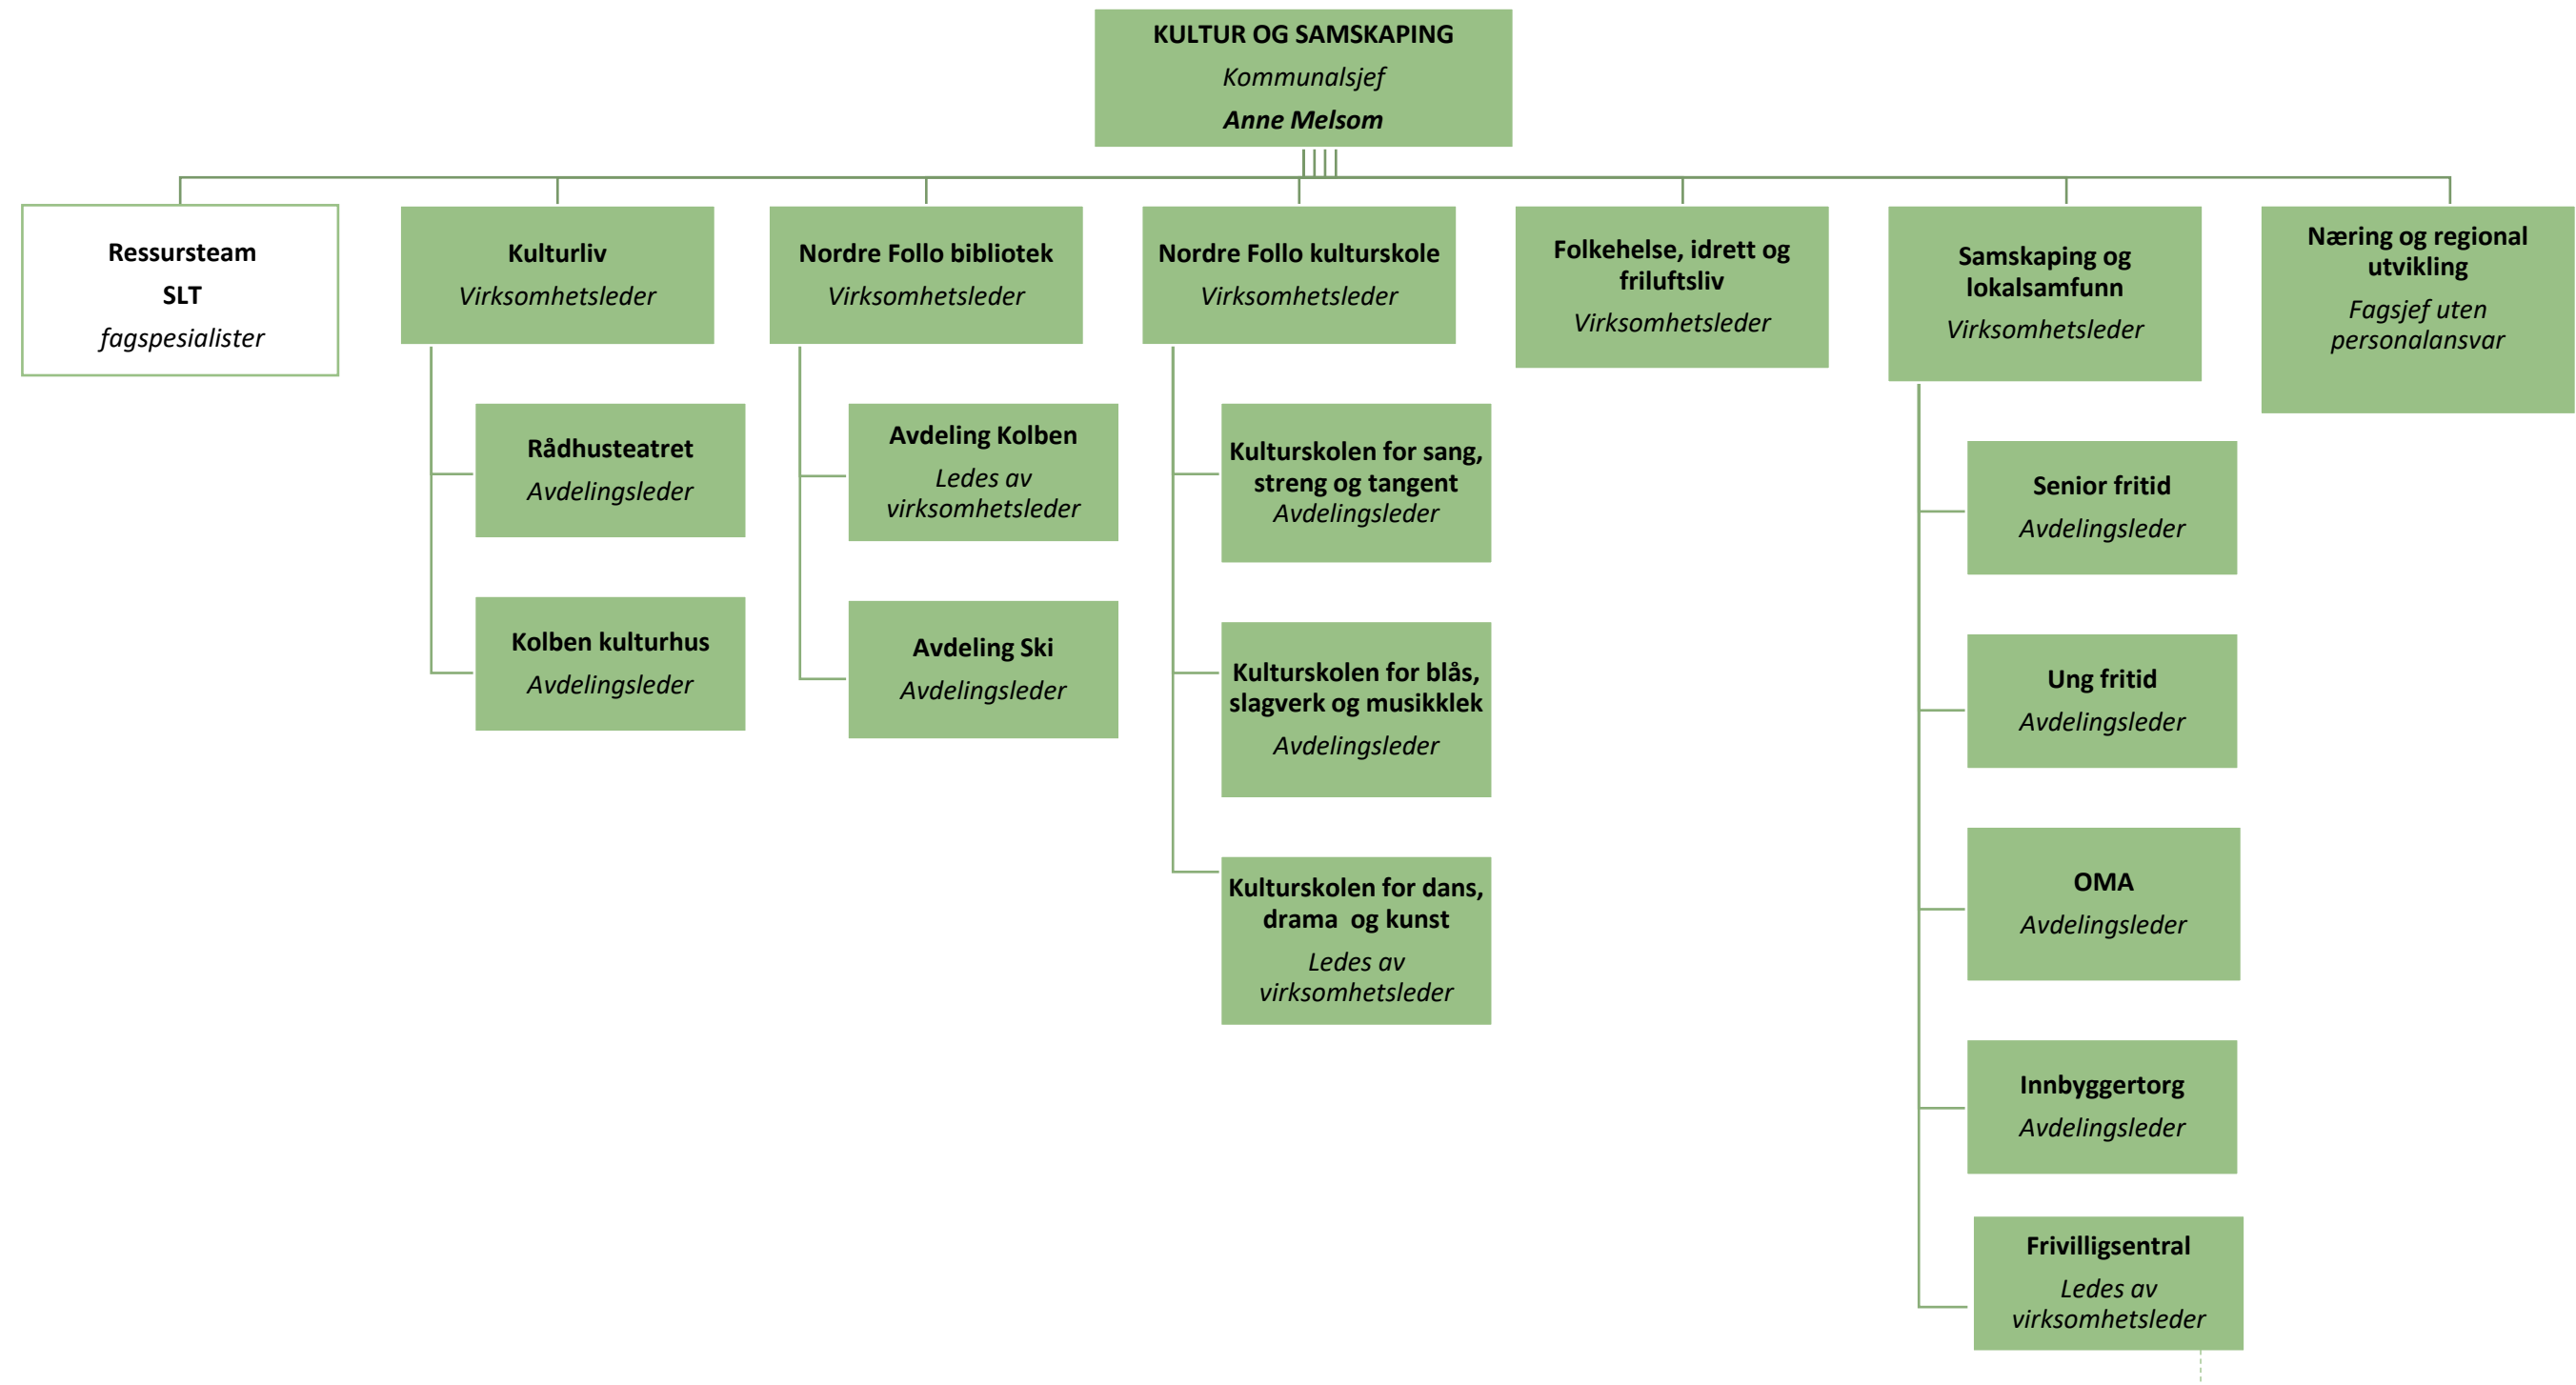 KULTUR OG SAMSKAPING
Kommunalsjef
Anne Melsom
Ressursteam
SLT
fagspesialister
Kulturliv
Virksomhetsleder
Nordre Follo bibliotek
Virksomhetsleder
Nordre Follo kulturskole
Virksomhetsleder
Folkehelse, idrett og
friluftsliv
Virksomhetsleder
Samskaping og
lokalsamfunn
Virksomhetsleder
Næring og regional
utvikling
Fagsjef uten
personalansvar
Rådhusteatret
Avdelingsleder
Kolben kulturhus
Avdelingsleder
Avdeling Kolben
Ledes av
virksomhetsleder
Avdeling Ski
Avdelingsleder
Kulturskolen for sang,
streng og tangent
Avdelingsleder
Kulturskolen for blås,
slagverk og musikklek
Avdelingsleder
Kulturskolen for dans,
drama  og kunst
Ledes av
virksomhetsleder
Senior fritid
Avdelingsleder
Ung fritid
Avdelingsleder
OMA
Avdelingsleder
Innbyggertorg
Avdelingsleder
Frivilligsentral
Ledes av
virksomhetsleder